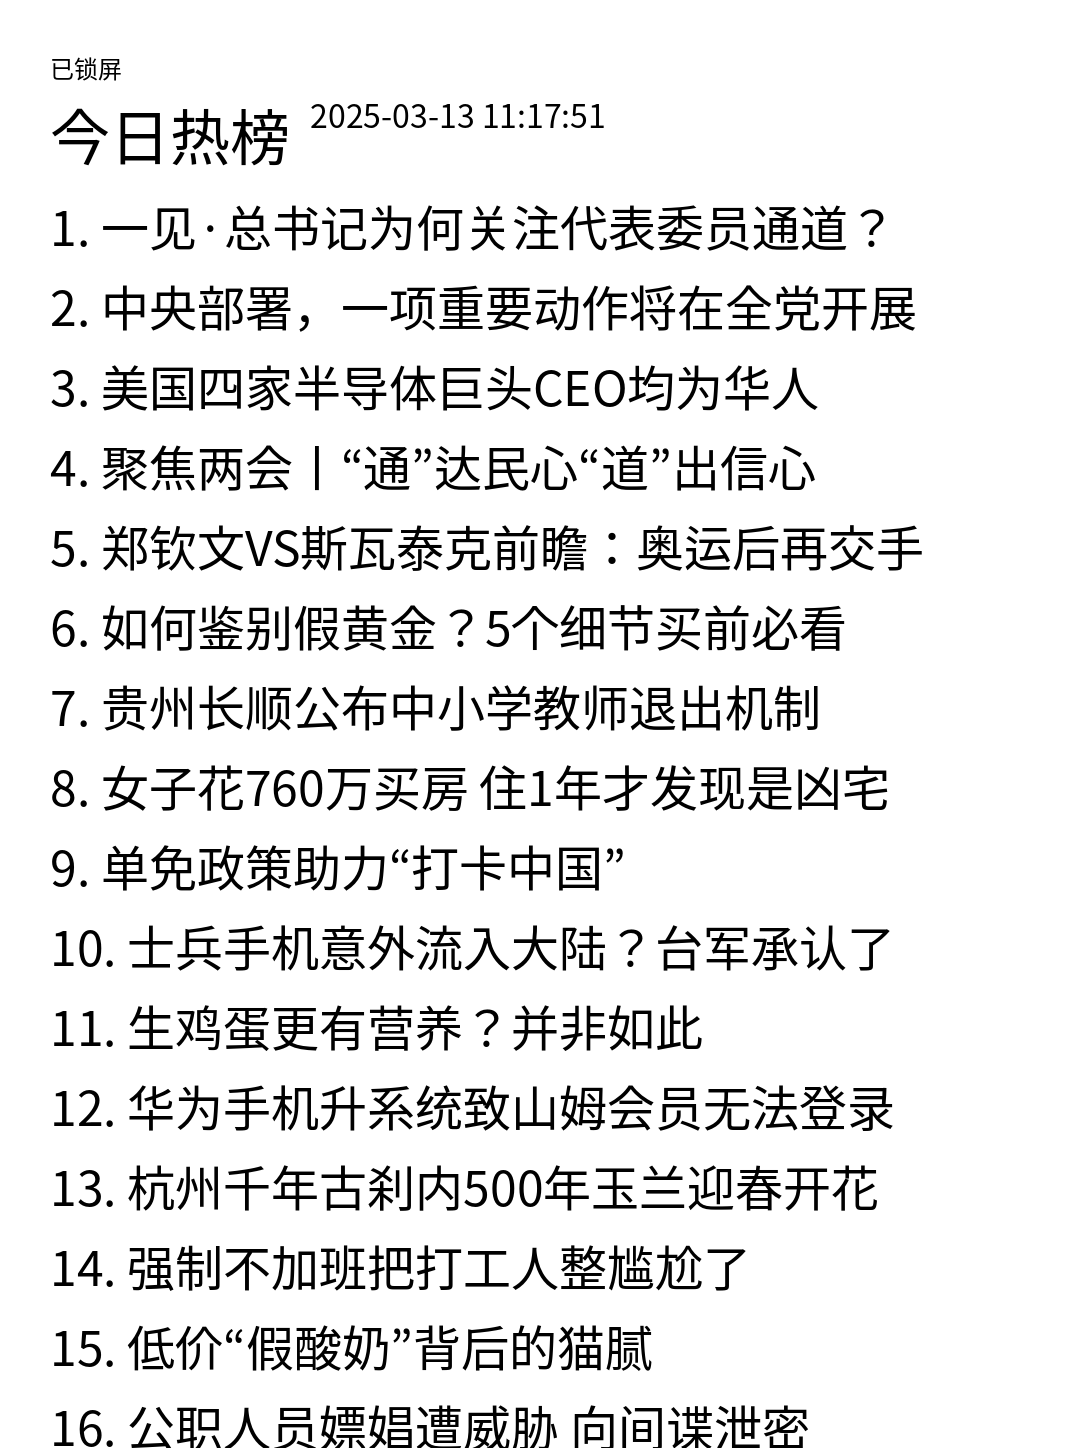 已锁屏
今日热榜 2025-03-13 11:17:51
1. 一见·总书记为何关注代表委员通道？
2. 中央部署，一项重要动作将在全党开展
3. 美国四家半导体巨头CEO均为华人
4. 聚焦两会丨“通”达民心“道”出信心
5. 郑钦文VS斯瓦泰克前瞻：奥运后再交手
6. 如何鉴别假黄金？5个细节买前必看
7. 贵州长顺公布中小学教师退出机制
8. 女子花760万买房 住1年才发现是凶宅
9. 单免政策助力“打卡中国”
10. 士兵手机意外流入大陆？台军承认了
11. 生鸡蛋更有营养？并非如此
12. 华为手机升系统致山姆会员无法登录
13. 杭州千年古刹内500年玉兰迎春开花
14. 强制不加班把打工人整尴尬了
15. 低价“假酸奶”背后的猫腻
16. 公职人员嫖娼遭威胁 向间谍泄密